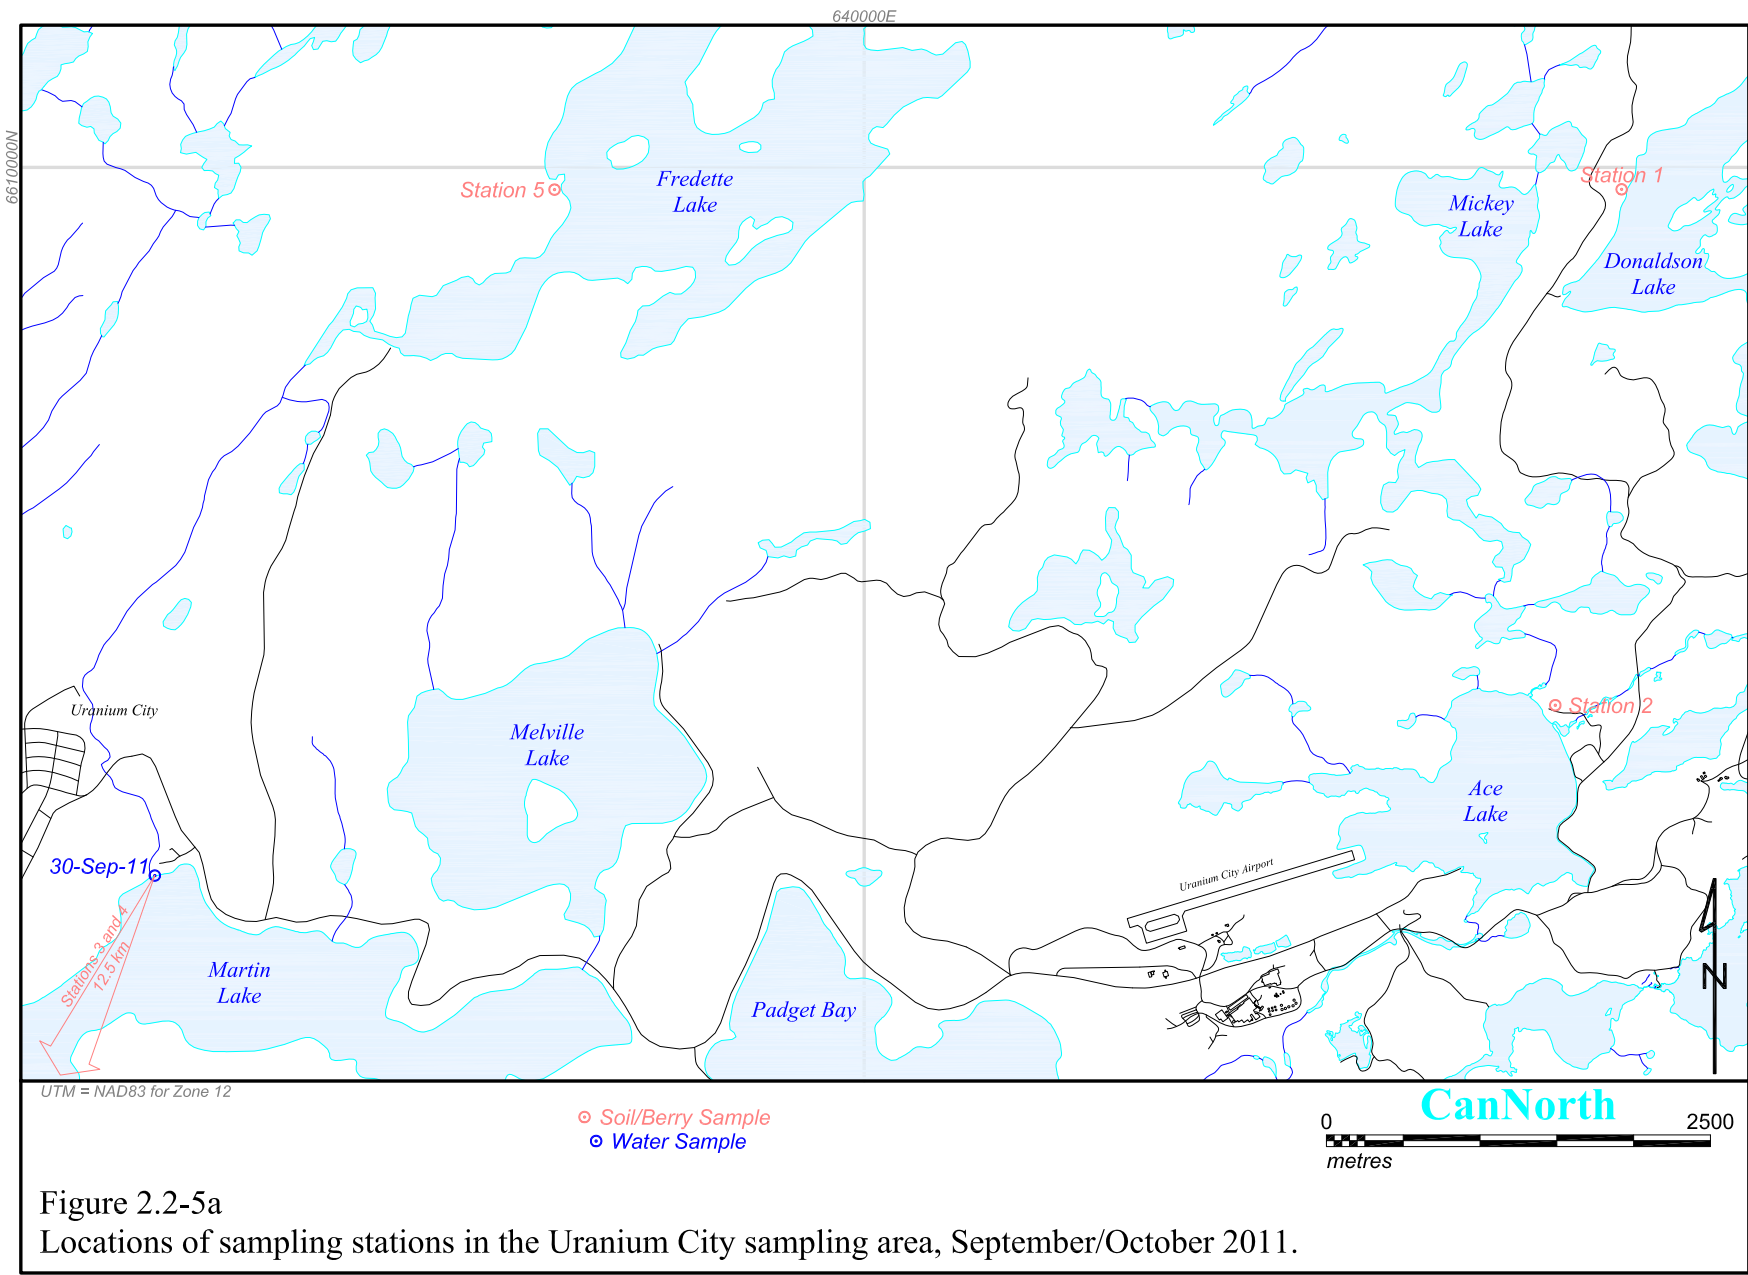 640000E
6610000N
Station 5
Fredette
Lake
Station 1
Mickey
Lake
Donaldson
Lake
Uranium City
Melville
Lake
Station 2
Ace
Lake
30-Sep-11
Uranium City Airport
Stations 3 and 4
12.5 km
Martin
Lake
Padget Bay
N
UTM = NAD83 for Zone 12
Soil/Berry Sample
Water Sample
CanNorth
0 2500
metres
Figure 2.2-5a
Locations of sampling stations in the Uranium City sampling area, September/October 2011.